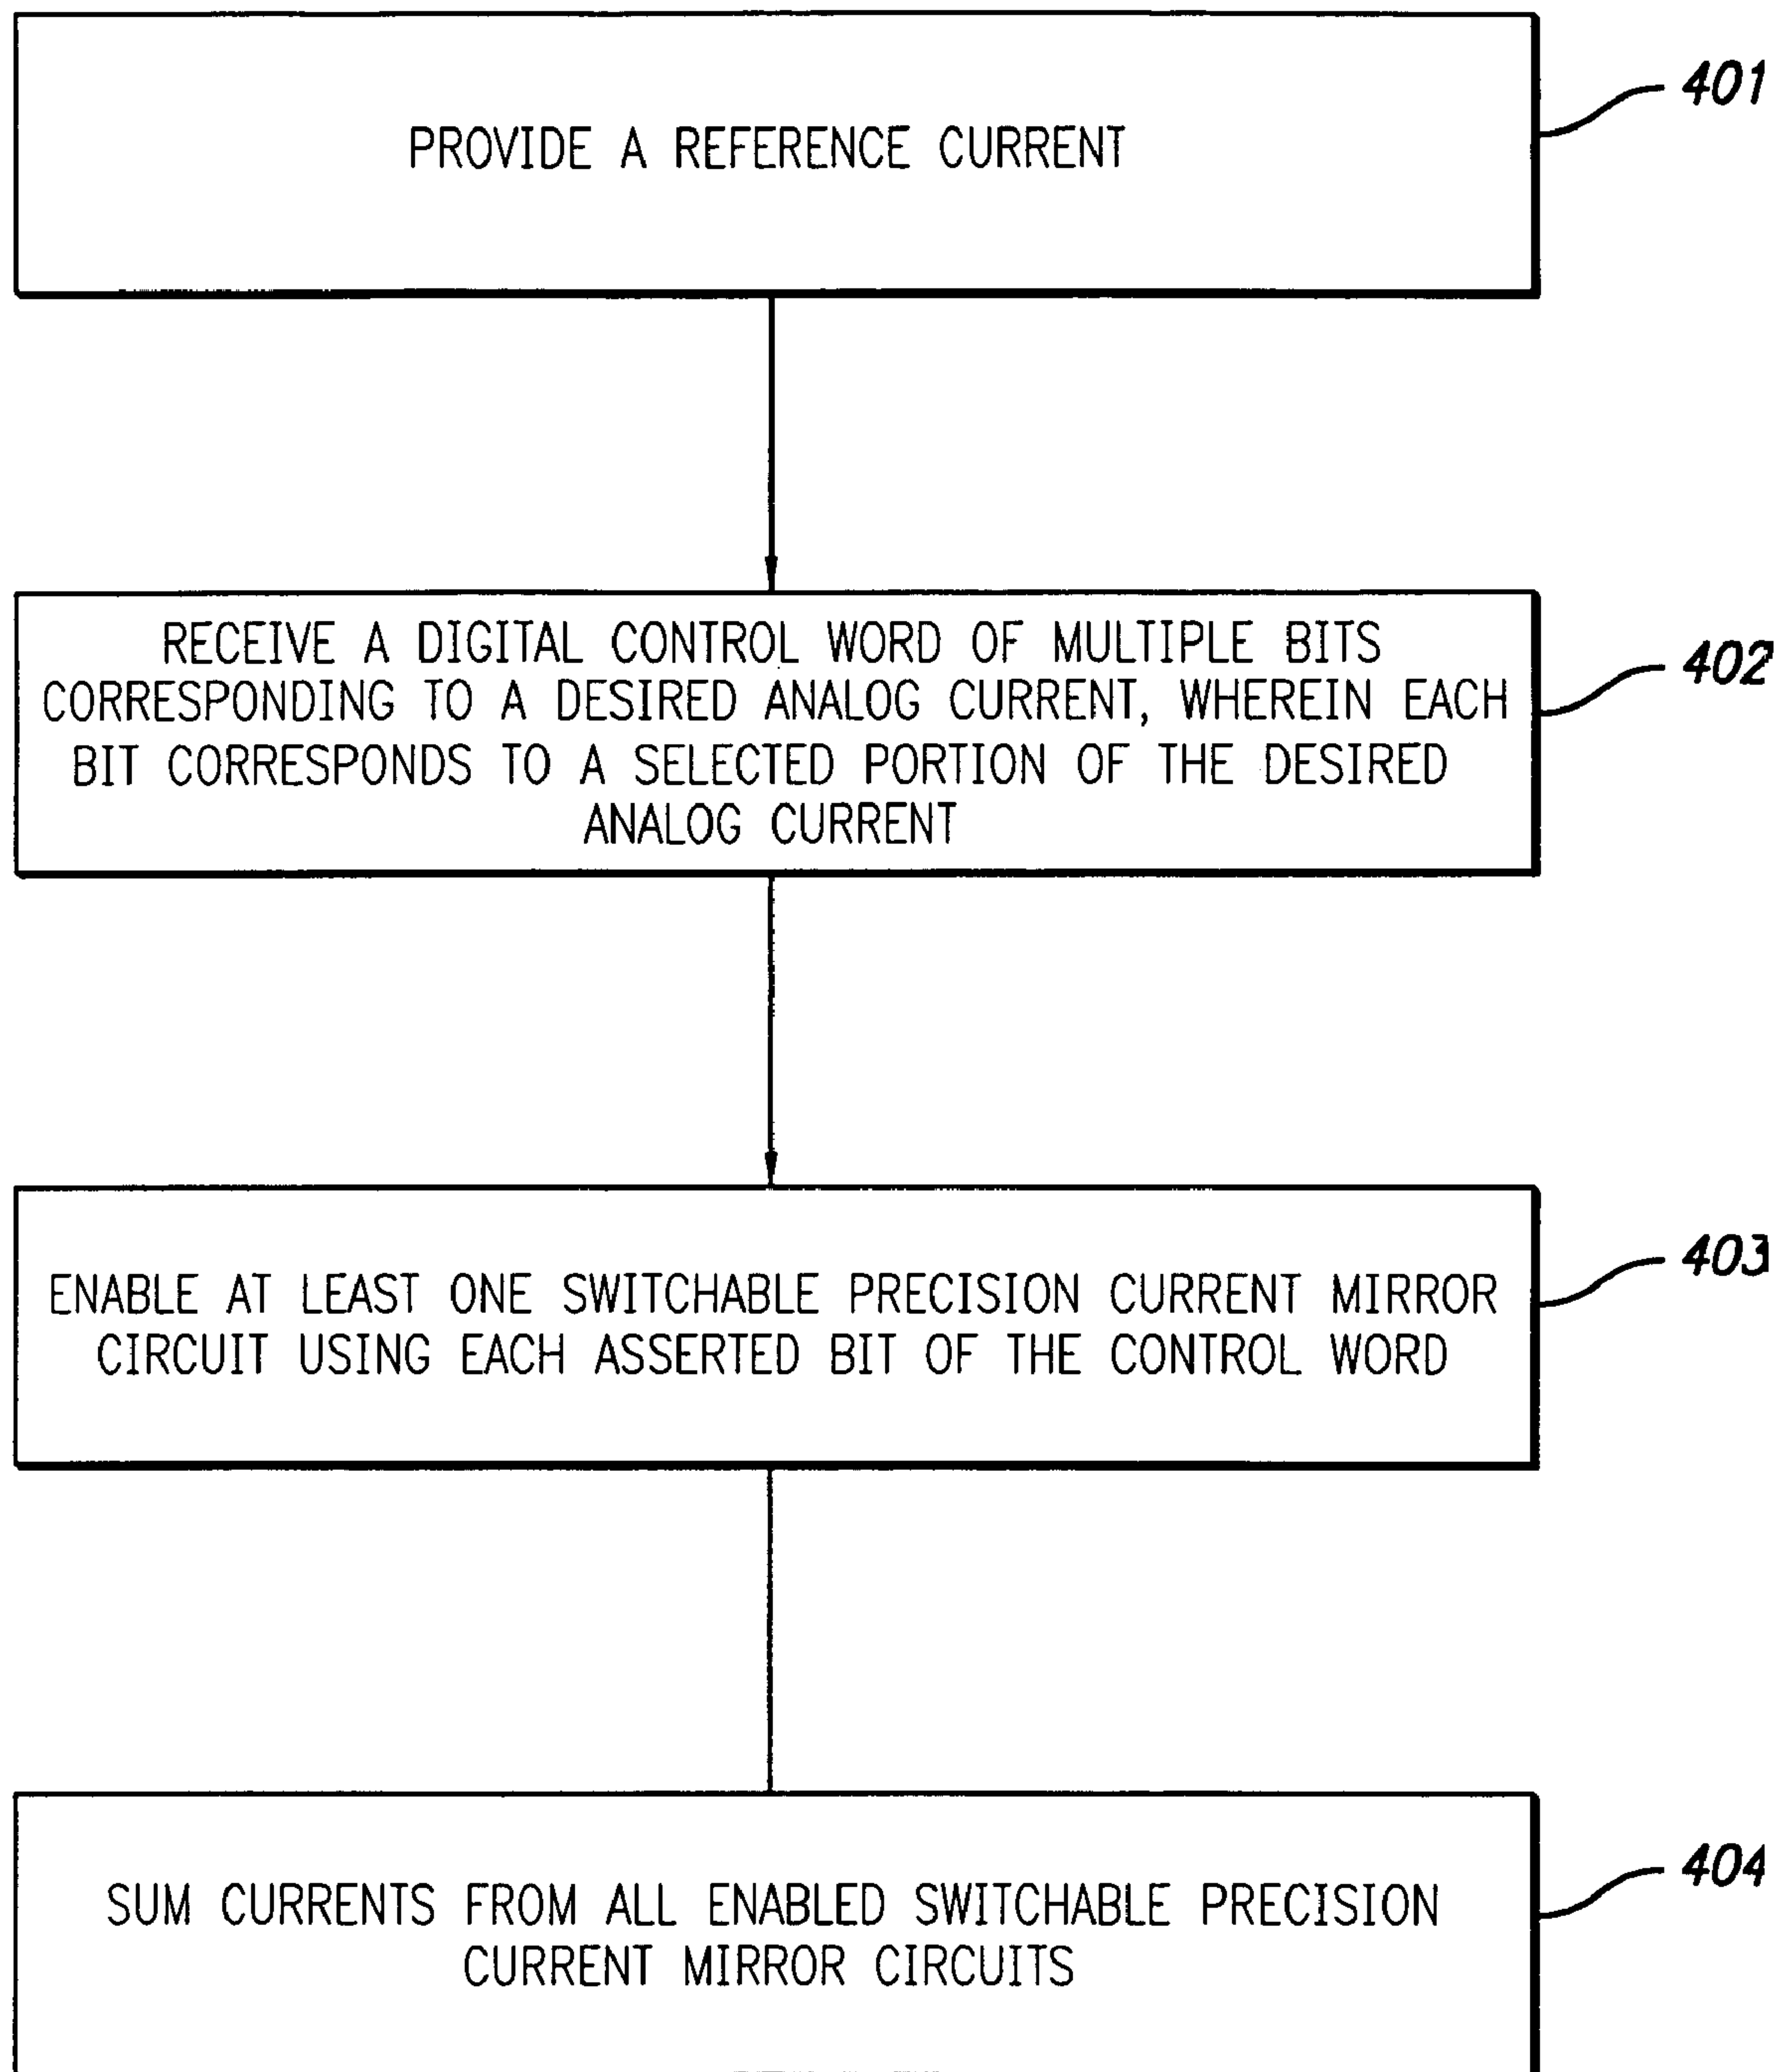 PROVIDE A REFERENCE CURRENT
401
RECEIVE A DIGITAL CONTROL WORD OF MULTIPLE BITS
CORRESPONDING TO A DESIRED ANALOG CURRENT, WHEREIN EACH
BIT CORRESPONDS TO A SELECTED PORTION OF THE DESIRED
ANALOG CURRENT
402
ENABLE AT LEAST ONE SWITCHABLE PRECISION CURRENT MIRROR
CIRCUIT USING EACH ASSERTED BIT OF THE CONTROL WORD
403
SUM CURRENTS FROM ALL ENABLED SWITCHABLE PRECISION
CURRENT MIRROR CIRCUITS
404